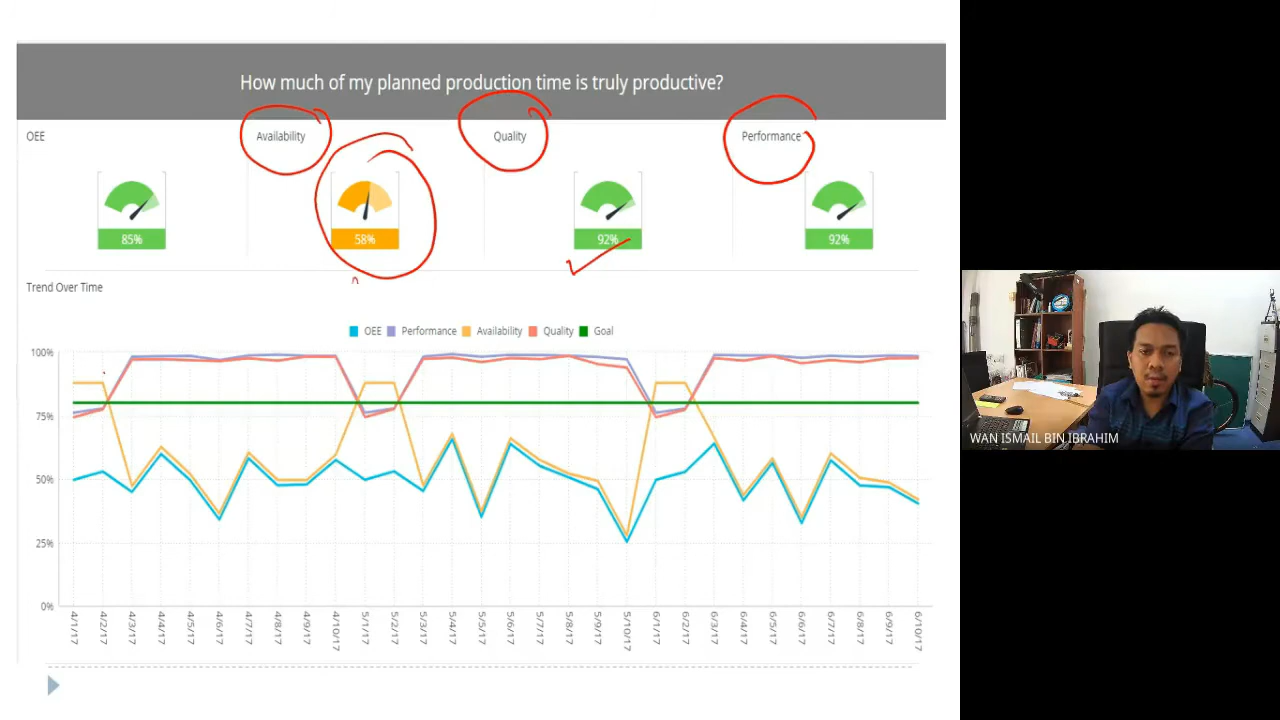 How much of my planned production time is truly productive?
OEE Availability Quality Performance
85% 58% 92% 92%
Trend Over Time
OEE Performance Availability Quality Goal
100%
75%
50%
25%
0%
4/1/17 4/2/17 4/3/17 4/4/17 4/5/17 4/6/17 4/7/17 4/8/17 4/9/17 4/10/17 5/1/17 5/2/17 5/3/17 5/4/17 5/5/17 5/6/17 5/7/17 5/8/17 5/9/17 5/10/17 6/1/17 6/2/17 6/3/17 6/4/17 6/5/17 6/6/17 6/7/17 6/8/17 6/9/17 6/10/17
WAN ISMAIL BIN IBRAHIM